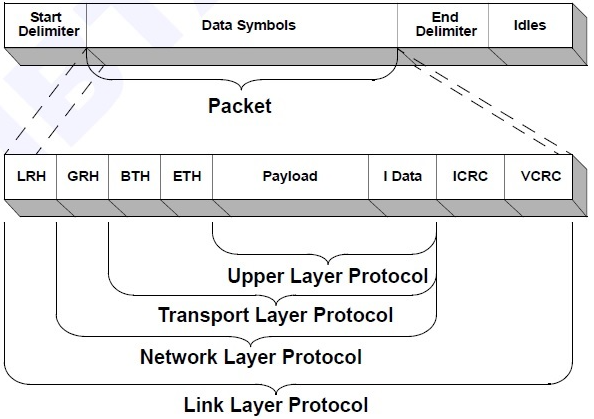 Start Delimiter
Data Symbols
End Delimiter
Idles
Packet
LRH GRH BTH ETH Payload I Data ICRC VCRC
Upper Layer Protocol
Transport Layer Protocol
Network Layer Protocol
Link Layer Protocol